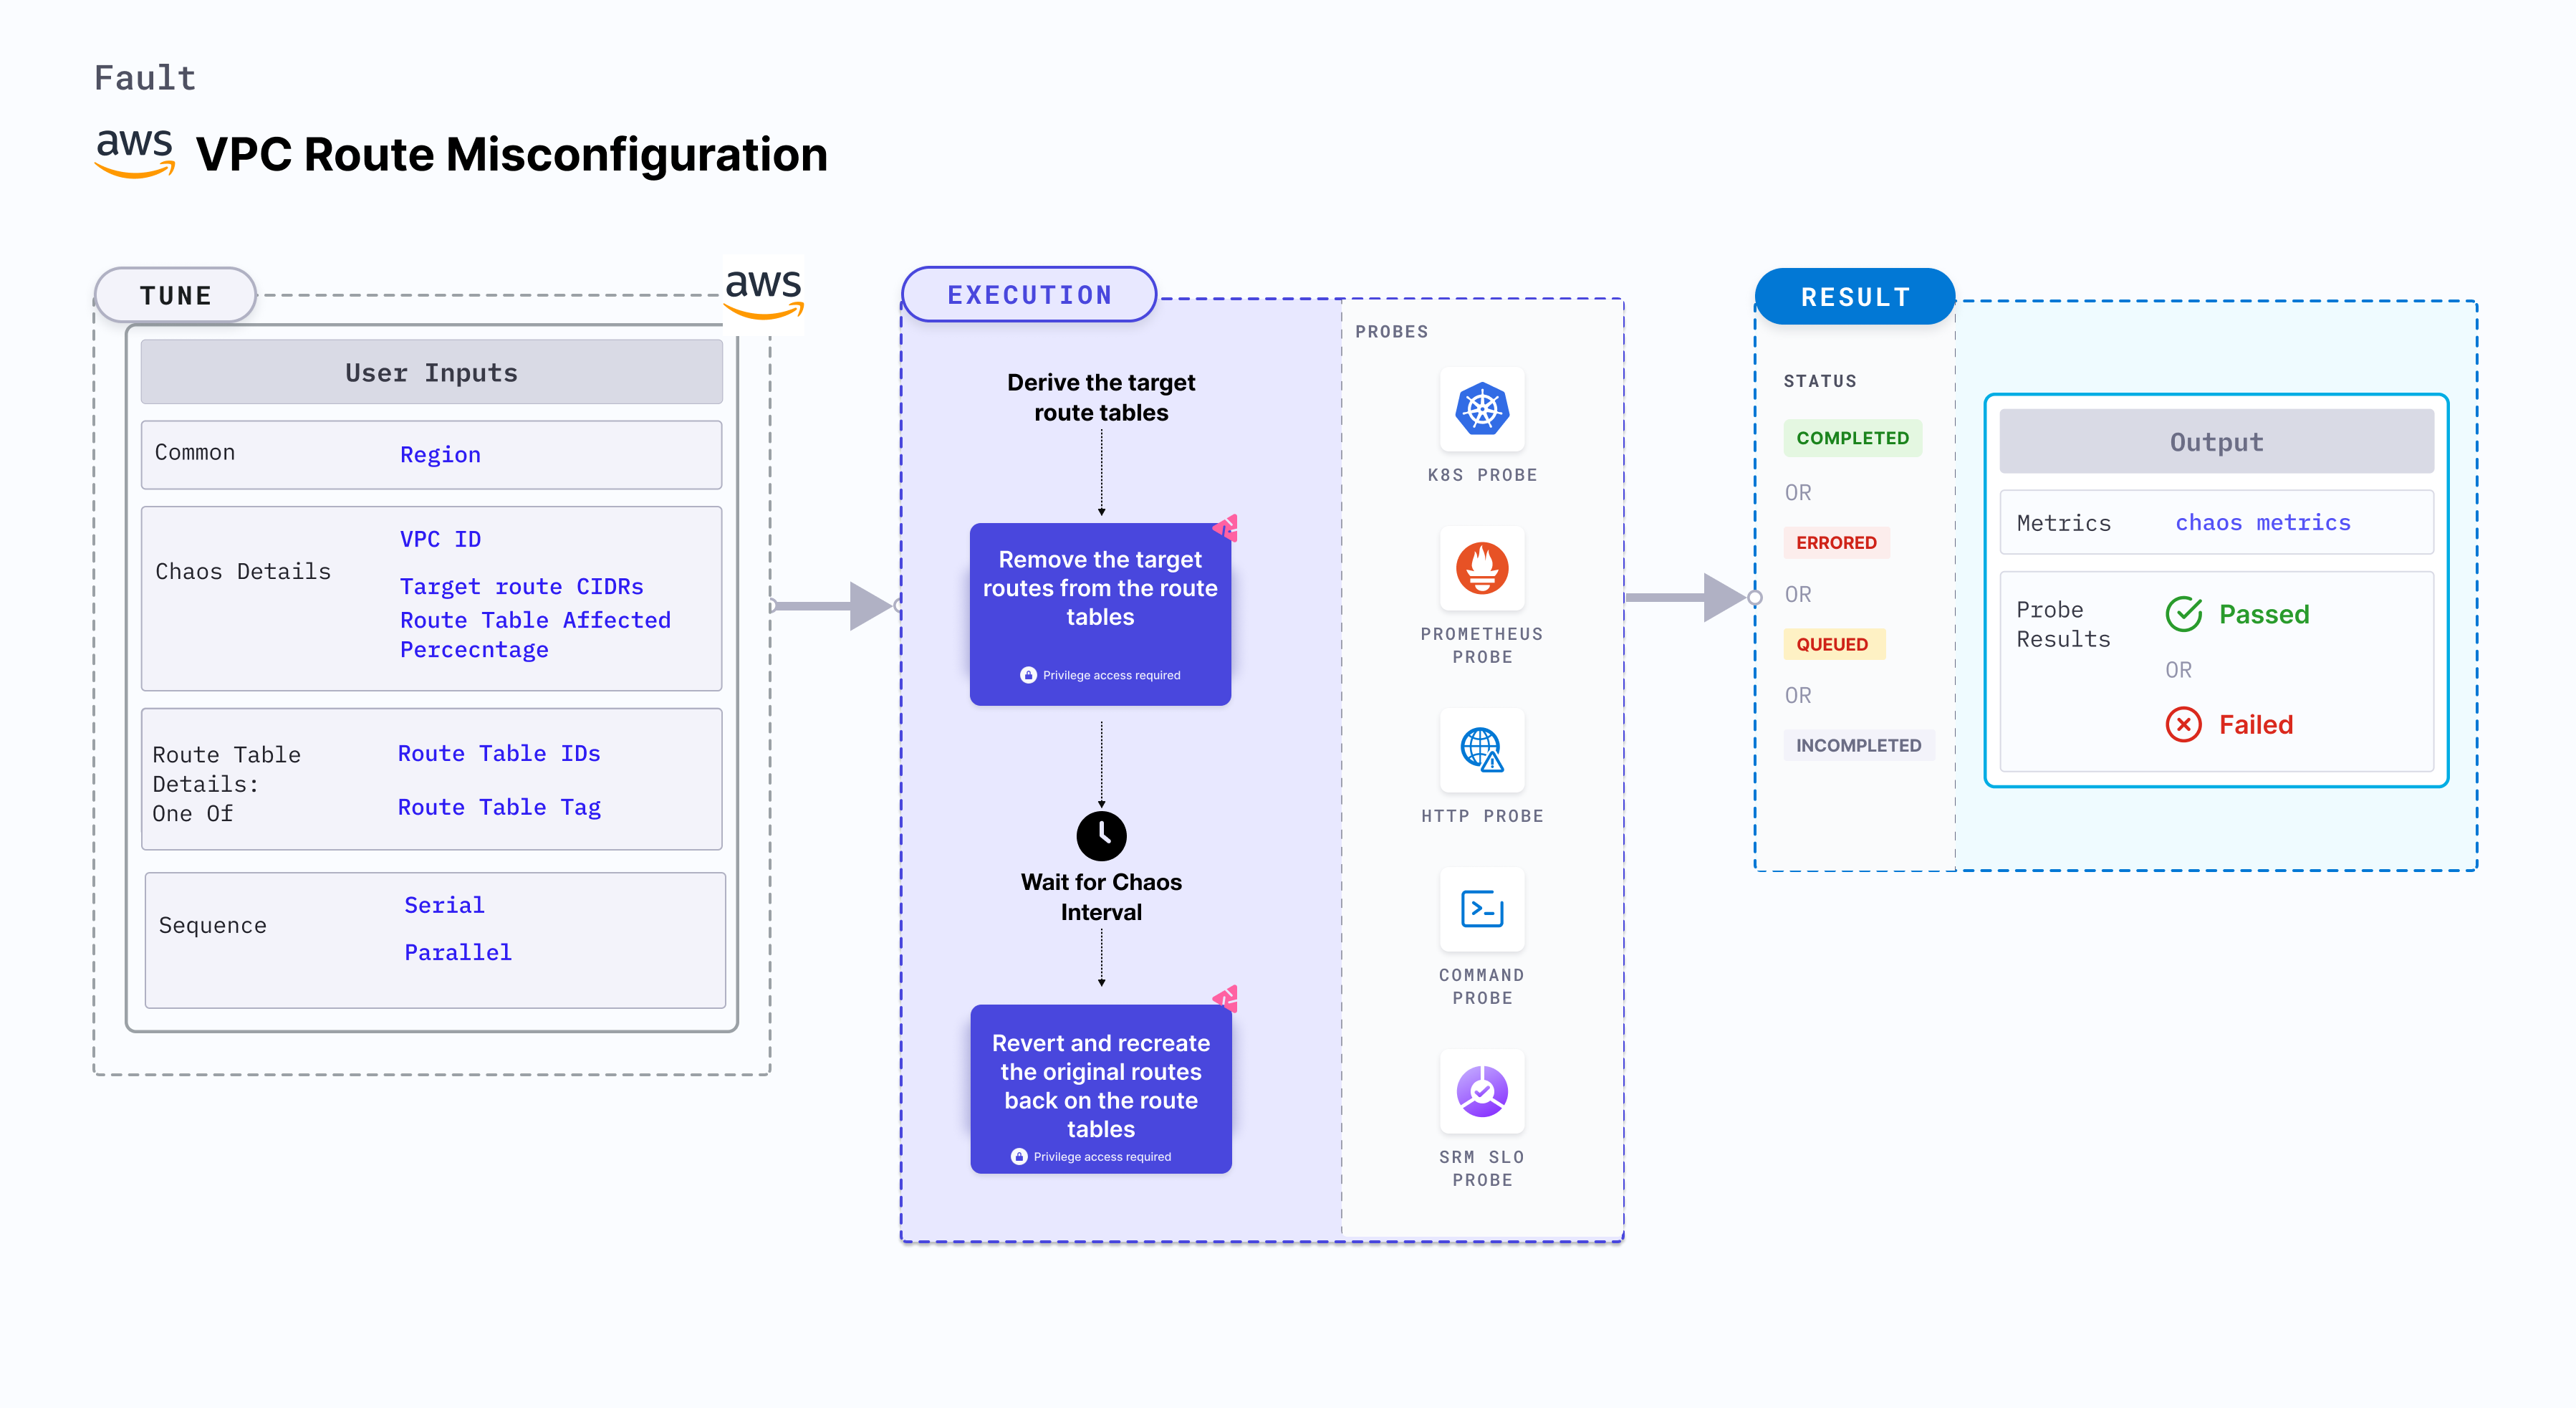 Fault
aws VPC Route Misconfiguration
TUNE
aws
User Inputs
Common
Region
Chaos Details
VPC ID
Target route CIDRs
Route Table Affected
Percecntage
Route Table
Details:
One Of
Route Table IDs
Route Table Tag
Sequence
Serial
Parallel
EXECUTION
Derive the target
route tables
Remove the target
routes from the route
tables
Privilege access required
Wait for Chaos
Interval
Revert and recreate
the original routes
back on the route
tables
Privilege access required
PROBES
K8S PROBE
PROMETHEUS
PROBE
HTTP PROBE
COMMAND
PROBE
SRM SLO
PROBE
RESULT
STATUS
COMPLETED
OR
ERRORED
OR
QUEUED
OR
INCOMPLETED
Output
Metrics
chaos metrics
Probe
Results
Passed
OR
Failed